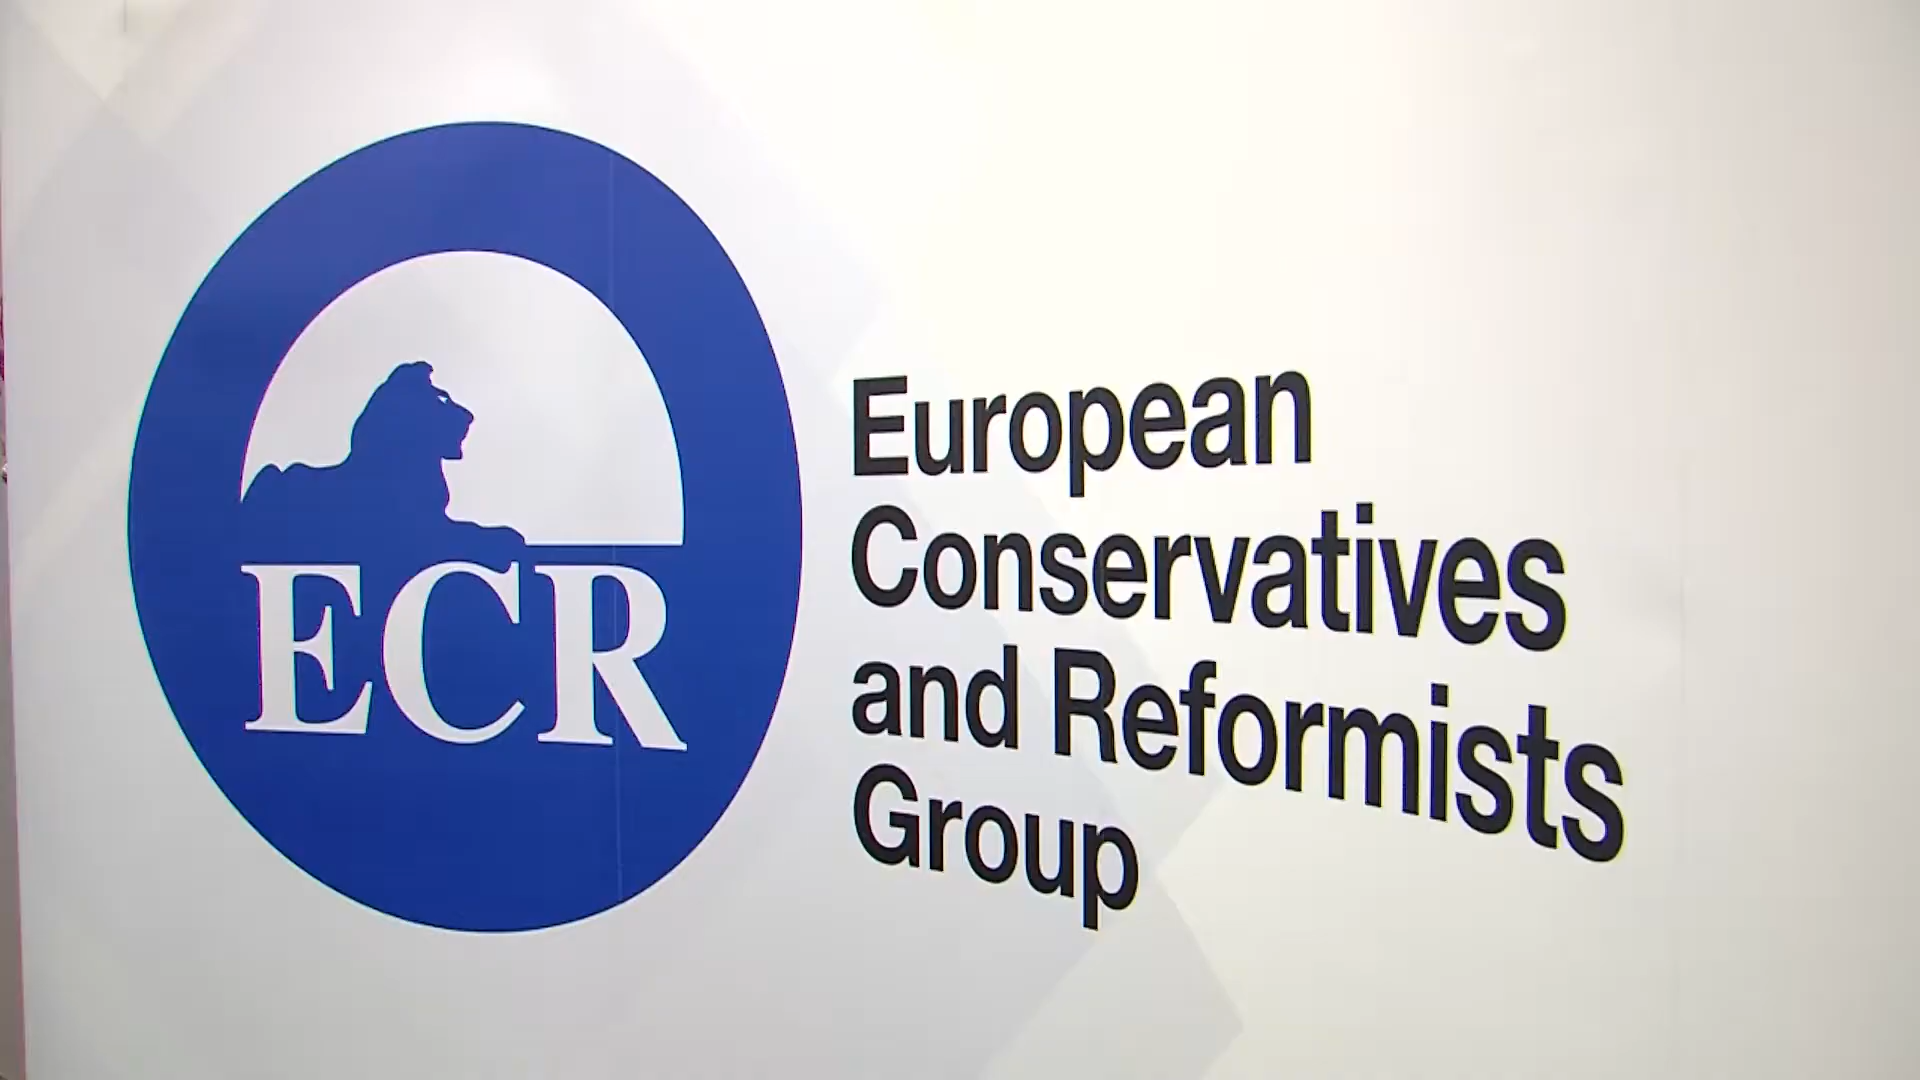 ECR
European
Conservatives
and Reformists
Group